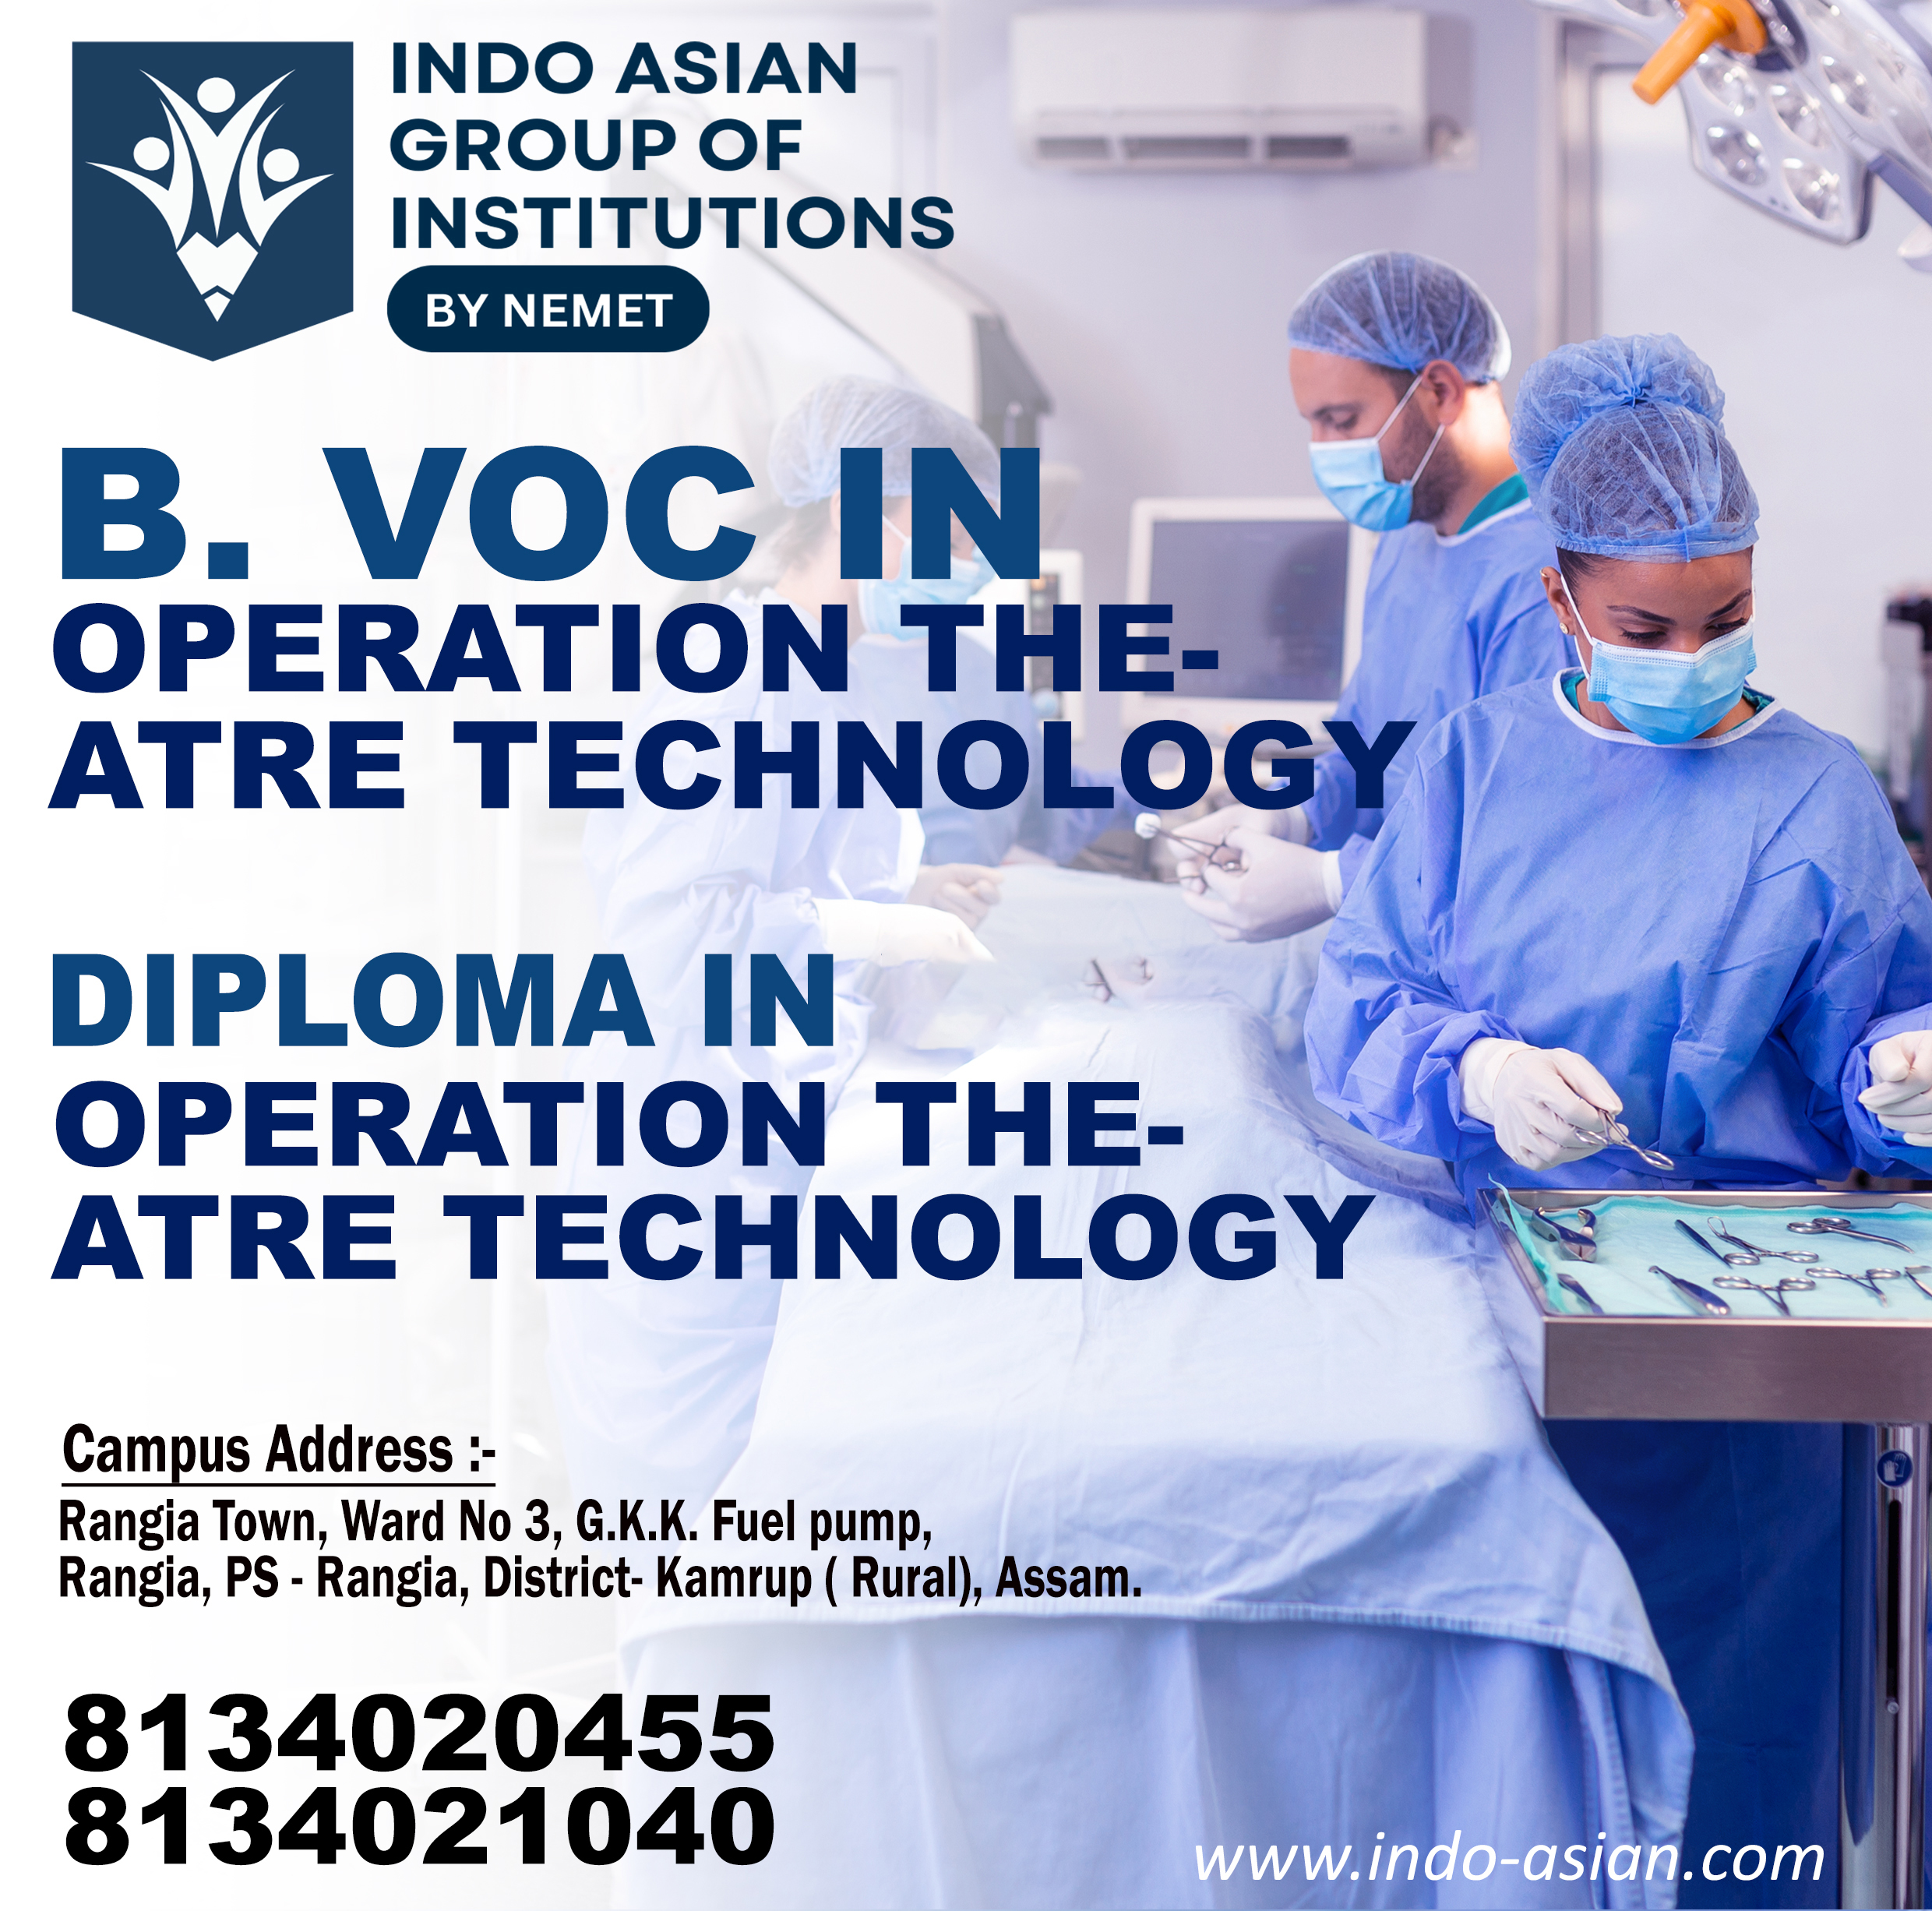 INDO ASIAN
GROUP OF
INSTITUTIONS
BY NEMET
B. VOC IN
OPERATION THE-
ATRE TECHNOLOGY
DIPLOMA IN
OPERATION THE-
ATRE TECHNOLOGY
Campus Address :-
Rangia Town, Ward No 3, G.K.K. Fuel pump,
Rangia, PS - Rangia, District- Kamrup ( Rural), Assam.
8134020455
8134021040
www.indo-asian.com